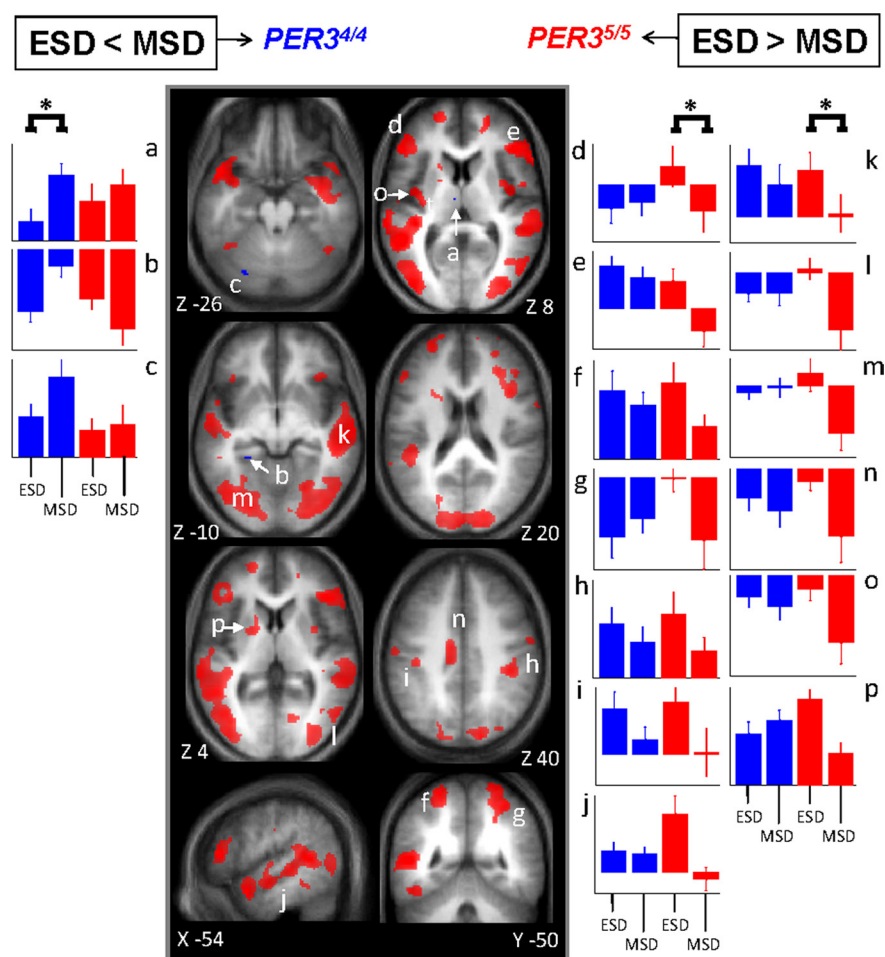 ESD < MSD PER3 4/4 PER3 5/5 ESD > MSD
*
a
b
c
ESD
MSD
ESD
MSD
c
Z -26
d
e
o
a
Z 8
k
b
m
Z -10
Z 20
p
l
Z 4
n
i
h
Z 40
j
X -54
f
g
Y -50
*
d
e
f
g
h
i
j
ESD
MSD
ESD
MSD
*
k
l
m
n
o
p
ESD
MSD
ESD
MSD